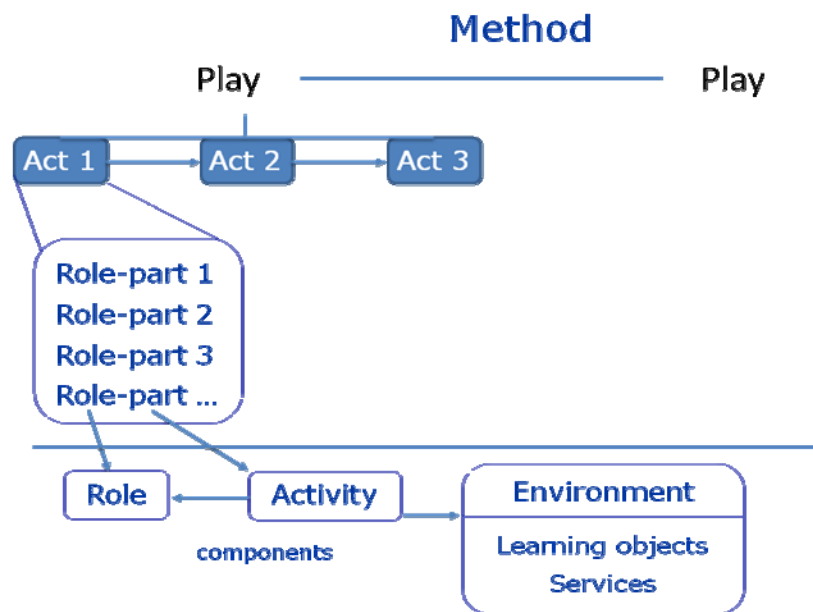 Method
Play Play
Act 1 Act 2 Act 3
Role-part 1
Role-part 2
Role-part 3
Role-part ...
Role Activity Environment
Learning objects
components
Services